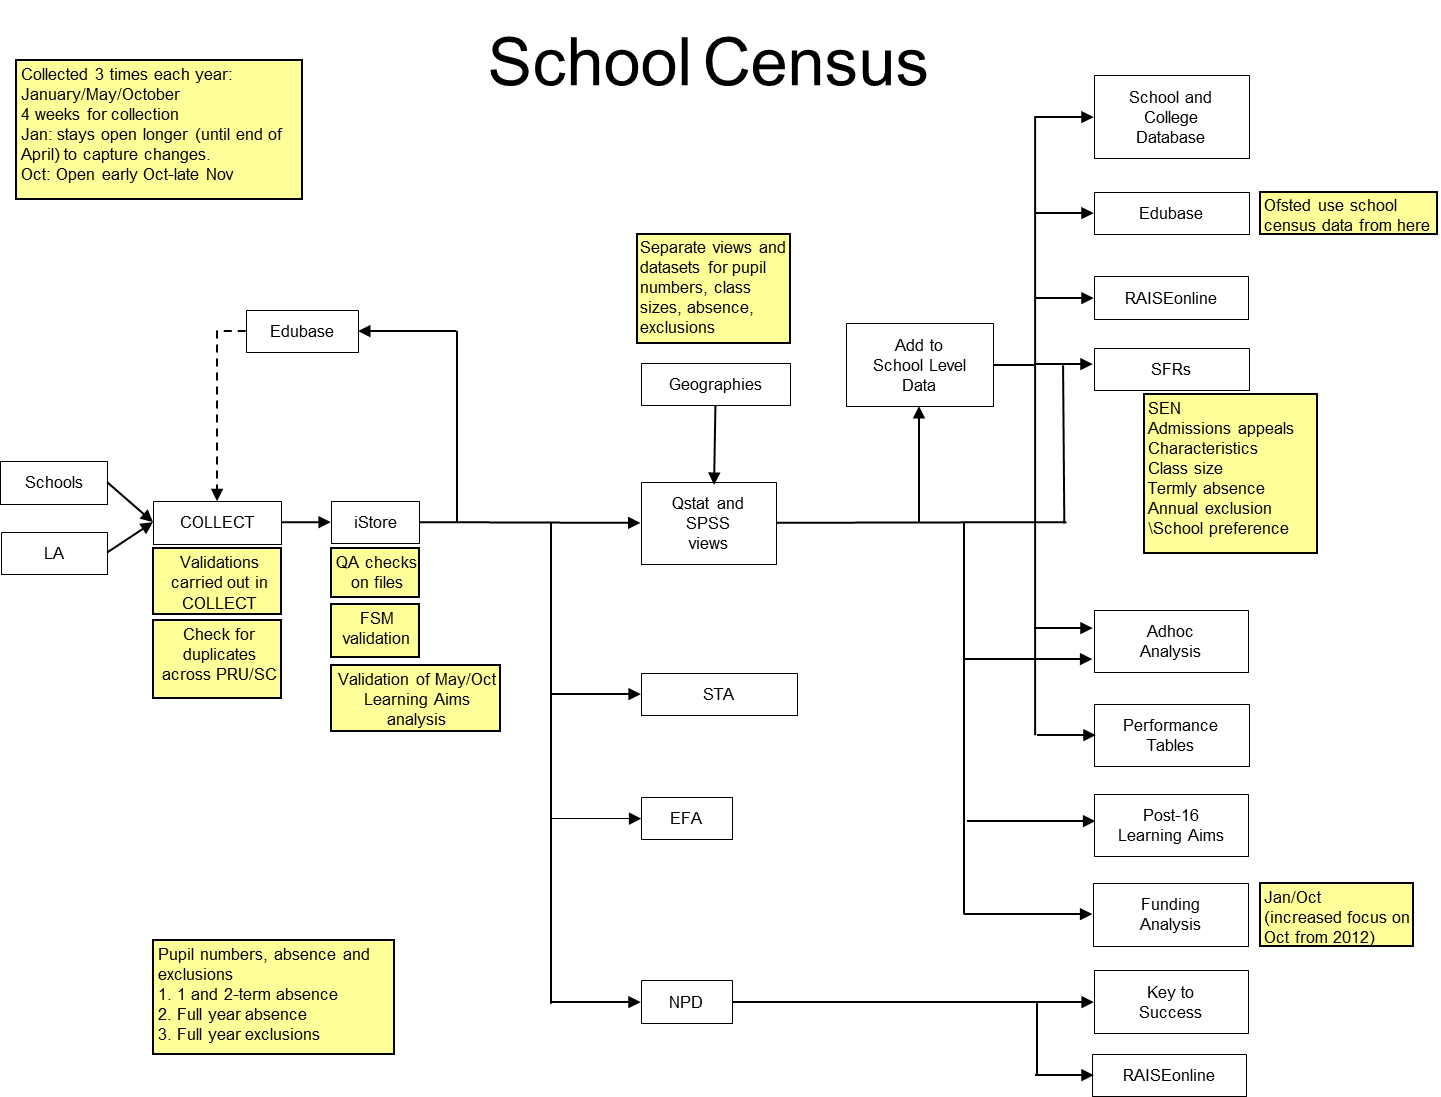 School Census
Collected 3 times each year:
January/May/October
4 weeks for collection
Jan: stays open longer (until end of
April) to capture changes.
Oct: Open early Oct-late Nov
School and
College
Database
Edubase
Ofsted use school
census data from here
Separate views and
datasets for pupil
numbers, class
sizes, absence,
exclusions
RAISEonline
Edubase
Add to
School Level
Data
SFRs
Geographies
SEN
Admissions appeals
Characteristics
Class size
Termly absence
Annual exclusion
\School preference
Schools
LA
COLLECT
iStore
Qstat and
SPSS
views
Validations
carried out in
COLLECT
Check for
duplicates
across PRU/SC
QA checks
on files
FSM
validation
Validation of May/Oct
Learning Aims
analysis
Adhoc
Analysis
STA
Performance
Tables
EFA
Post-16
Learning Aims
Funding
Analysis
Jan/Oct
(increased focus on
Oct from 2012)
Pupil numbers, absence and
exclusions
1. 1 and 2-term absence
2. Full year absence
3. Full year exclusions
NPD
Key to
Success
RAISEonline